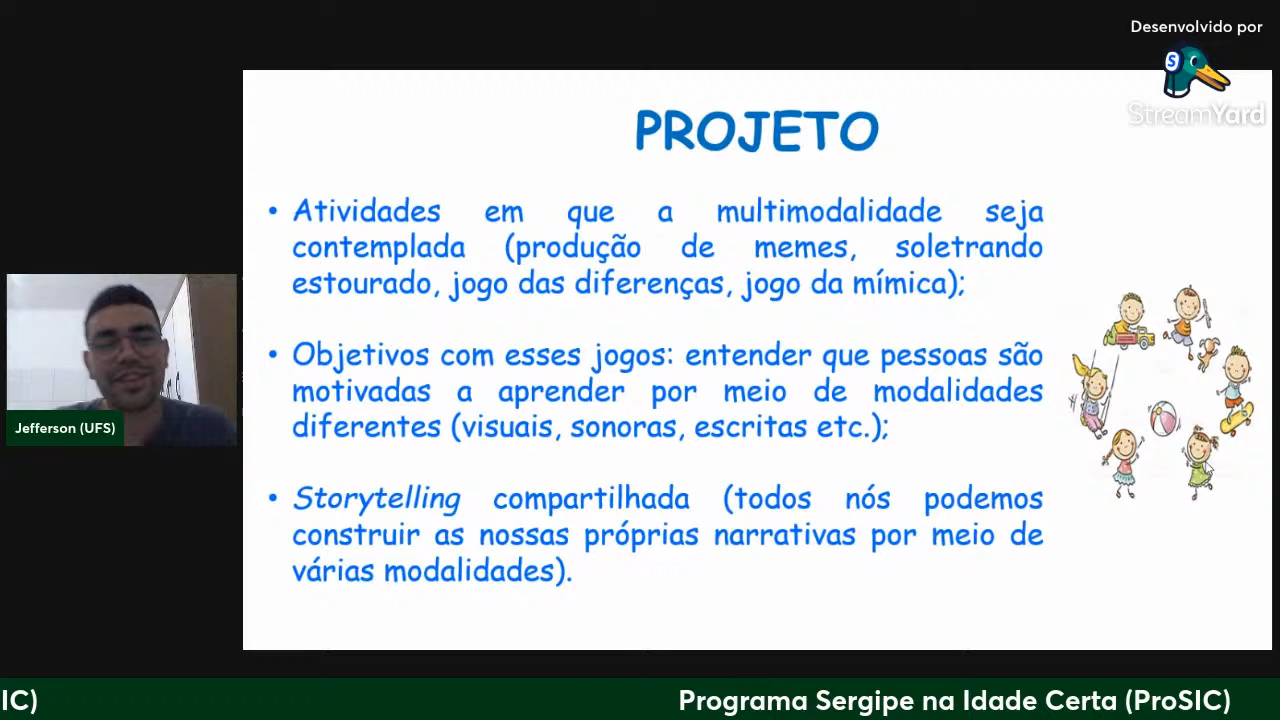 Desenvolvido por
S
StreamYard
PROJETO
• Atividades em que a multimodalidade seja
contemplada (produção de memes, soletrando
estourado, jogo das diferenças, jogo da mímica);
• Objetivos com esses jogos: entender que pessoas são
motivadas a aprender por meio de modalidades
diferentes (visuais, sonoras, escritas etc.);
• Storytelling compartilhada (todos nós podemos
construir as nossas próprias narrativas por meio de
várias modalidades).
Jefferson (UFS)
IC)
Programa Sergipe na Idade Certa (ProSIC)